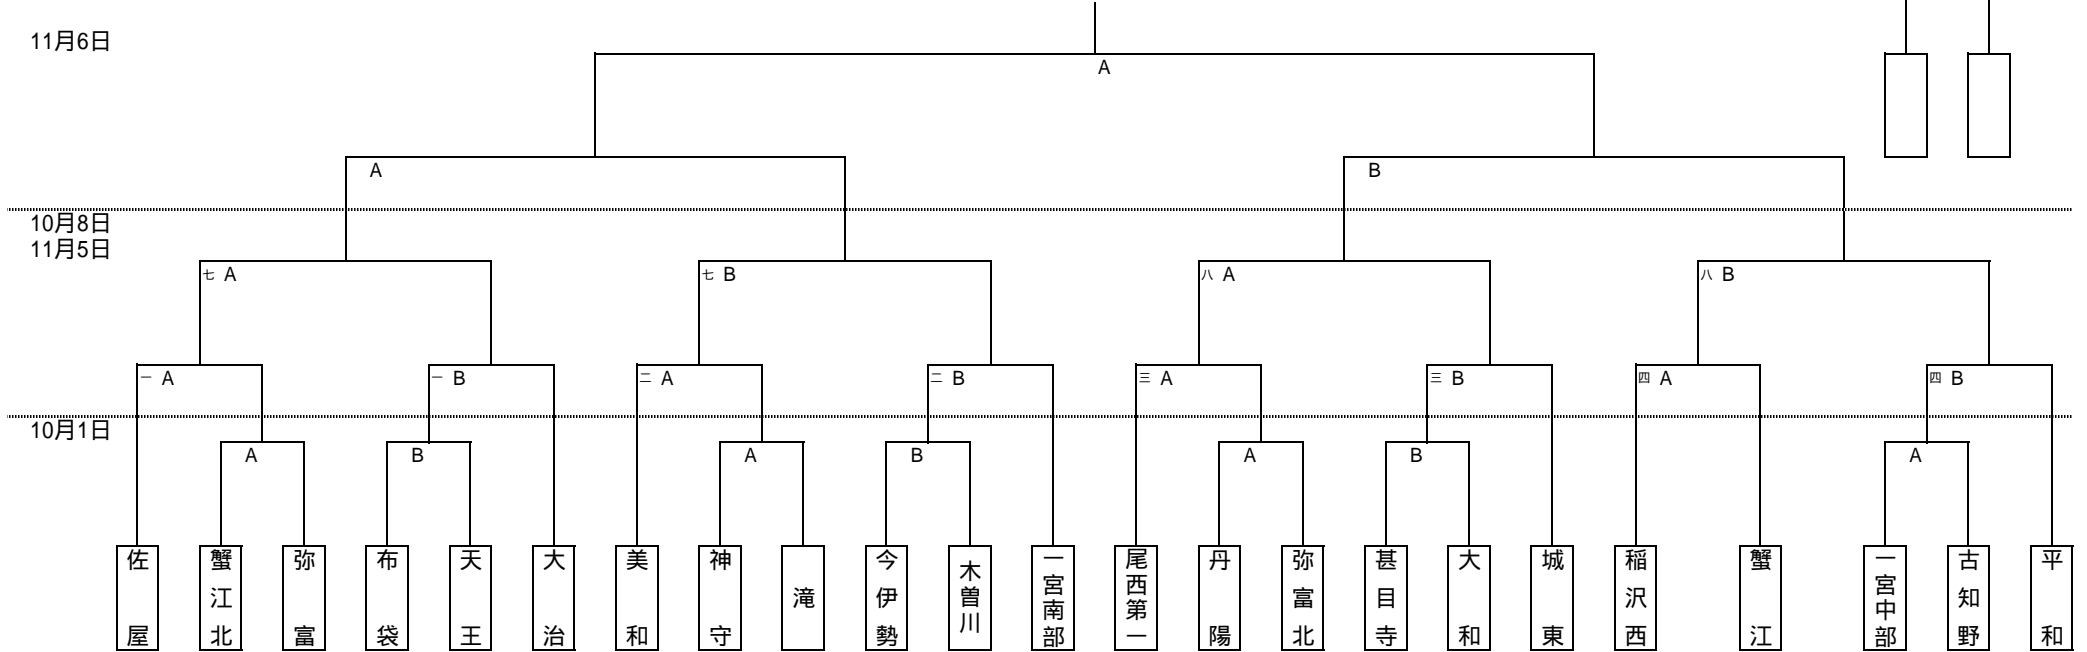 11月6日
A
A
B
10月8日
11月5日
七 A
七 B
八 A
八 B
一 A
一 B
二 A
二 B
三 A
三 B
四 A
四 B
10月1日
A
B
A
B
A
B
A
佐屋
蟹江北
弥富
布袋
天王
大治
美和
神守
滝
今伊勢
木曽川
一宮南部
尾西第一
丹陽
弥富北
甚目寺
大和
城東
稲沢西
蟹江
一宮中部
古知野
平和